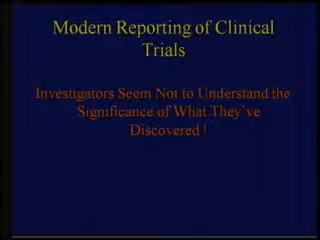 Modern Reporting of Clinical
Trials
Investigators Seem Not to Understand the
Significance of What They've
Discovered !